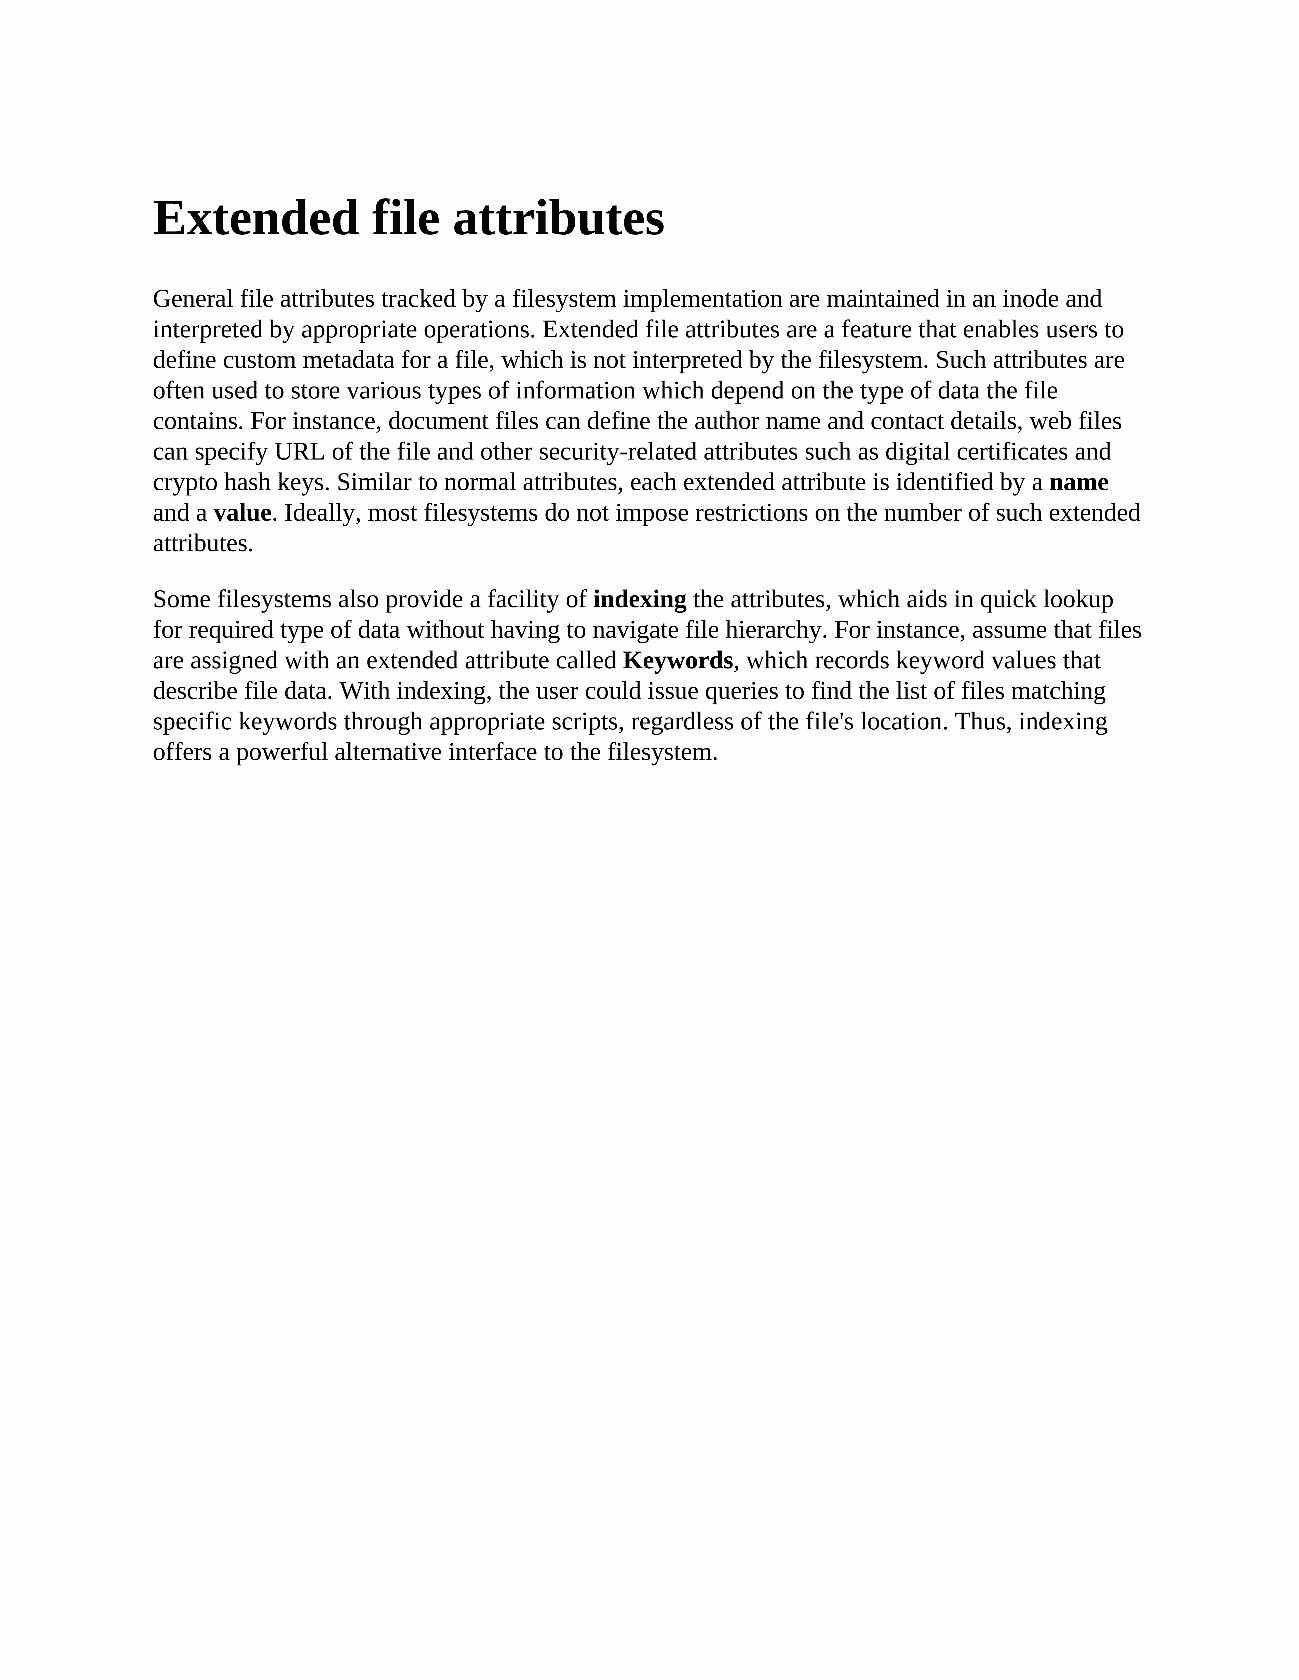 Extended file attributes
General file attributes tracked by a filesystem implementation are maintained in an inode and
interpreted by appropriate operations. Extended file attributes are a feature that enables users to
define custom metadata for a file, which is not interpreted by the filesystem. Such attributes are
often used to store various types of information which depend on the type of data the file
contains. For instance, document files can define the author name and contact details, web files
can specify URL of the file and other security-related attributes such as digital certificates and
crypto hash keys. Similar to normal attributes, each extended attribute is identified by a name
and a value. Ideally, most filesystems do not impose restrictions on the number of such extended
attributes.
Some filesystems also provide a facility of indexing the attributes, which aids in quick lookup
for required type of data without having to navigate file hierarchy. For instance, assume that files
are assigned with an extended attribute called Keywords, which records keyword values that
describe file data. With indexing, the user could issue queries to find the list of files matching
specific keywords through appropriate scripts, regardless of the file's location. Thus, indexing
offers a powerful alternative interface to the filesystem.